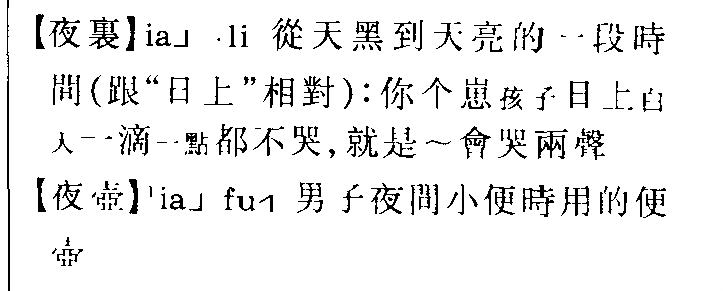 【夜裏】ia˩ ·li 從天黑到天亮的一段時
間(跟“日上”相對):你个崽孩子日上白
人一滴一點都不哭,就是～會哭兩聲
【夜壺】ia˩ fu˧ 男子夜間小便時用的便
壺